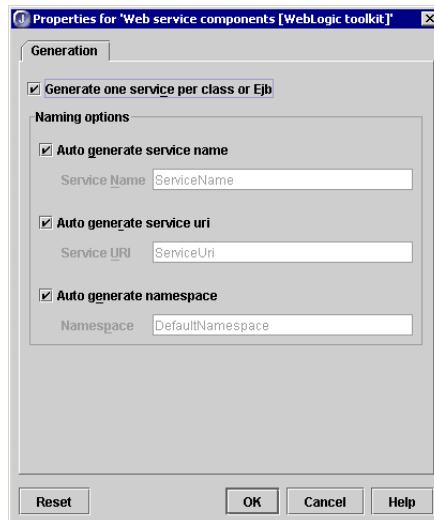 Properties for 'Web service components [WebLogic toolkit]'
Generation
Generate one service per class or Ejb
Naming options
Auto generate service name
Service Name ServiceName
Auto generate service uri
Service URI ServiceUri
Auto generate namespace
Namespace DefaultNamespace
Reset OK Cancel Help